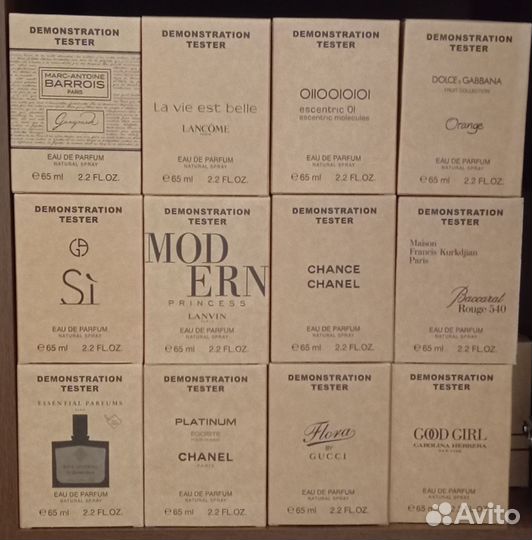 DEMONSTRATION
TESTER
MARC-ANTOINE
BARROIS
PARIS
Ganymede
EAU DE PARFUM
NATURAL SPRAY
℮65 ml 2.2 FL.OZ.
DEMONSTRATION
TESTER
La vie est belle
LANCÔME
EAU DE PARFUM
NATURAL SPRAY
℮65 ml 2.2 FL.OZ.
DEMONSTRATION
TESTER
escentric 01
escentric molecules
EAU DE PARFUM
NATURAL SPRAY
℮65 ml 2.2 FL.OZ.
DEMONSTRATION
TESTER
DOLCE & GABBANA
FRUIT COLLECTION
Orange
EAU DE PARFUM
NATURAL SPRAY
℮65 ml 2.2 FL.OZ.
DEMONSTRATION
TESTER
Sì
EAU DE PARFUM
NATURAL SPRAY
℮65 ml 2.2 FL.OZ.
DEMONSTRATION
TESTER
MOD
ERN
PRINCESS
LANVIN
EAU DE PARFUM
NATURAL SPRAY
℮65 ml 2.2 FL.OZ.
DEMONSTRATION
TESTER
CHANCE
CHANEL
EAU DE PARFUM
NATURAL SPRAY
℮65 ml 2.2 FL.OZ.
DEMONSTRATION
TESTER
Maison
Francis Kurkdjian
Paris
Baccarat
Rouge 540
EAU DE PARFUM
NATURAL SPRAY
℮65 ml 2.2 FL.OZ.
DEMONSTRATION
TESTER
ESSENTIAL PARFUMS
EAU DE PARFUM
NATURAL SPRAY
℮65 ml 2.2 FL.OZ.
DEMONSTRATION
TESTER
PLATINUM
ÉGOÏSTE
CHANEL
PARIS
EAU DE PARFUM
NATURAL SPRAY
℮65 ml 2.2 FL.OZ.
DEMONSTRATION
TESTER
Flora
BY
GUCCI
EAU DE PARFUM
NATURAL SPRAY
℮65 ml 2.2 FL.OZ.
DEMONSTRATION
TESTER
GOOD GIRL
CAROLINA HERRERA
NEW YORK
EAU DE PARFUM
NATURAL SPRAY
℮65 ml 2.2 FL.OZ.
Avito